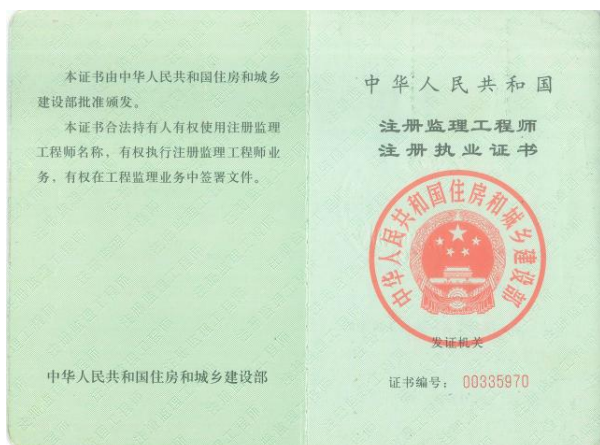 本证书由中华人民共和国住房和城乡
建设部批准颁发。
本证书合法持有人有权使用注册监理
工程师名称，有权执行注册监理工程师业
务，有权在工程监理业务中签署文件。
中华人民共和国住房和城乡建设部
中华人民共和国
注册监理工程师
注册执业证书
中华人民共和国住房和城乡建设部
发证机关
证书编号： 00335970